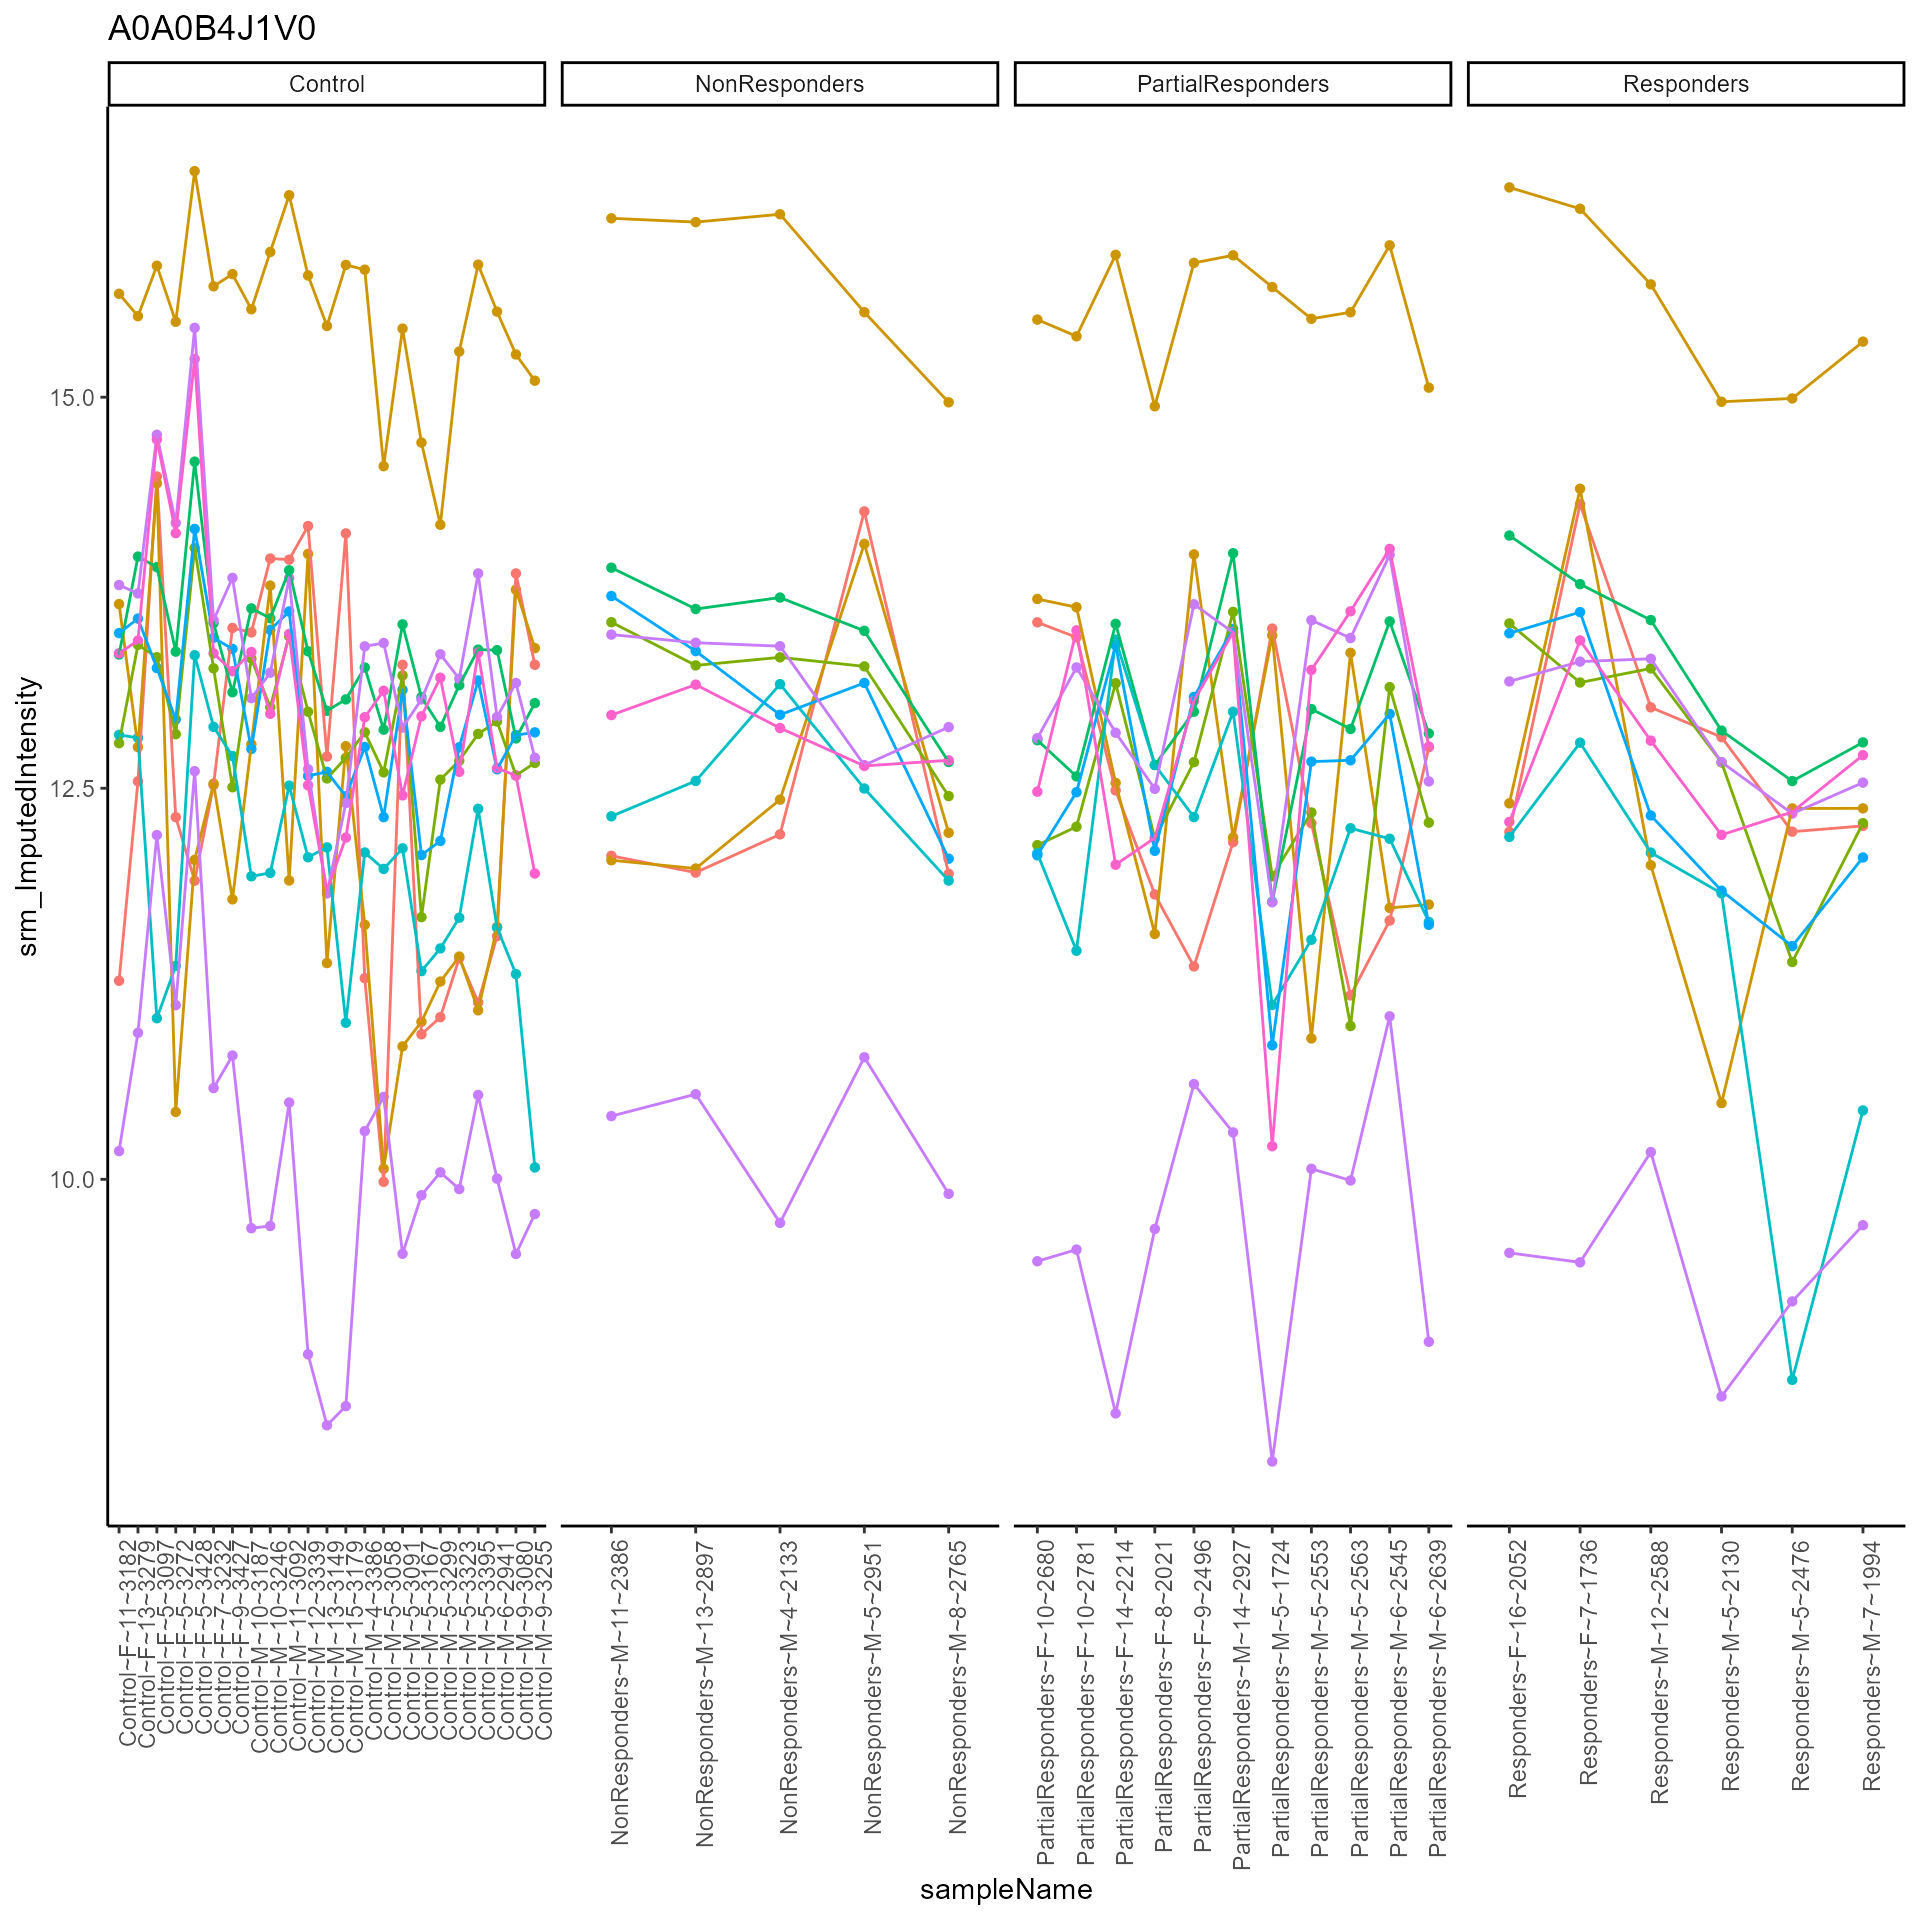 A0A0B4J1V0
Control
NonResponders
PartialResponders
Responders
srm_ImputedIntensity
15.0
12.5
10.0
Control~F~11~3182
Control~F~13~3279
Control~F~5~3097
Control~F~5~3272
Control~F~5~3428
Control~F~7~3232
Control~F~9~3427
Control~M~10~3187
Control~M~10~3246
Control~M~11~3092
Control~M~12~3339
Control~M~13~3149
Control~M~15~3179
Control~M~4~3386
Control~M~5~3058
Control~M~5~3091
Control~M~5~3167
Control~M~5~3299
Control~M~5~3323
Control~M~5~3395
Control~M~6~2941
Control~M~9~3080
Control~M~9~3255
NonResponders~M~11~2386
NonResponders~M~13~2897
NonResponders~M~4~2133
NonResponders~M~5~2951
NonResponders~M~8~2765
PartialResponders~F~10~2680
PartialResponders~F~10~2781
PartialResponders~F~14~2214
PartialResponders~F~8~2021
PartialResponders~F~9~2496
PartialResponders~M~14~2927
PartialResponders~M~5~1724
PartialResponders~M~5~2553
PartialResponders~M~5~2563
PartialResponders~M~6~2545
PartialResponders~M~6~2639
Responders~F~16~2052
Responders~F~7~1736
Responders~M~12~2588
Responders~M~5~2130
Responders~M~5~2476
Responders~M~7~1994
sampleName